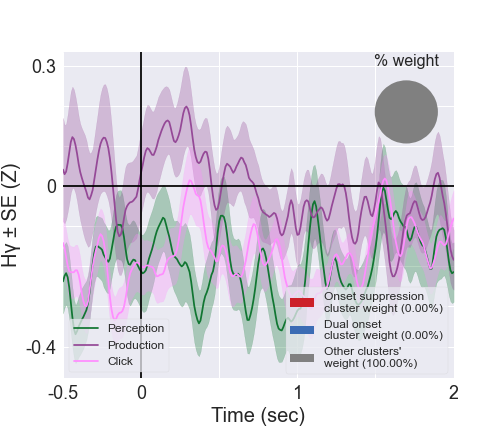 % weight
0.3
0
-0.4
Hγ ± SE (Z)
Perception
Production
Click
Onset suppression
cluster weight (0.00%)
Dual onset
cluster weight (0.00%)
Other clusters'
weight (100.00%)
-0.5
0
1
2
Time (sec)